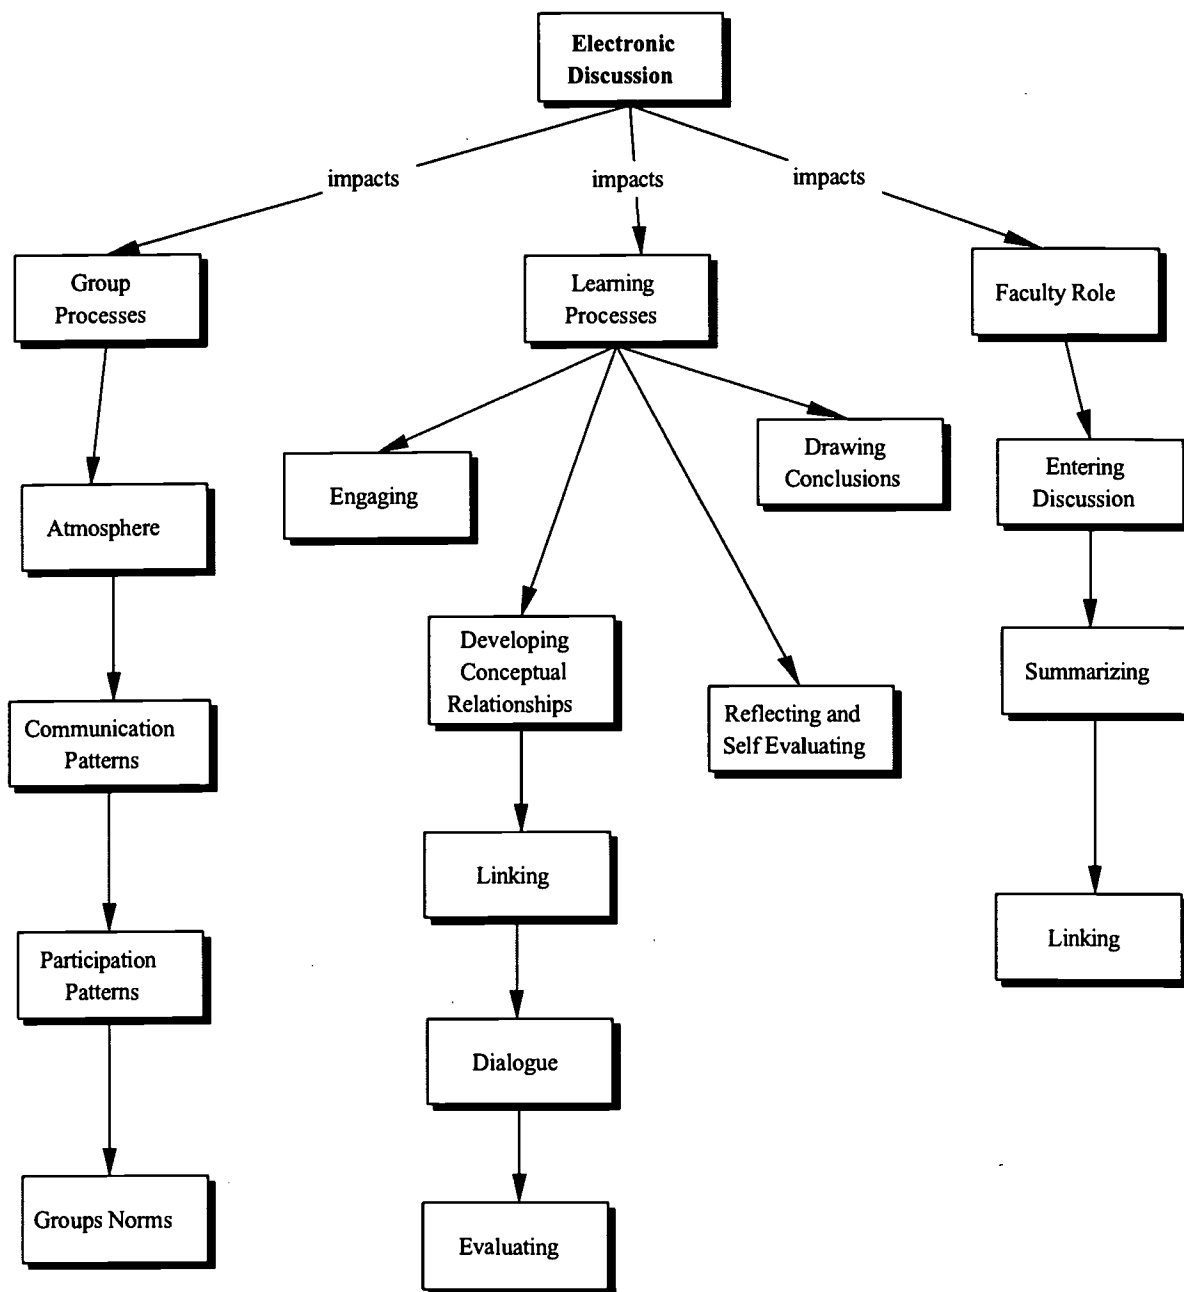 Electronic
Discussion
impacts
impacts
impacts
Group
Processes
Learning
Processes
Faculty Role
Engaging
Drawing
Conclusions
Entering
Discussion
Atmosphere
Developing
Conceptual
Relationships
Summarizing
Communication
Patterns
Reflecting and
Self Evaluating
Linking
Linking
Participation
Patterns
Dialogue
Groups Norms
Evaluating